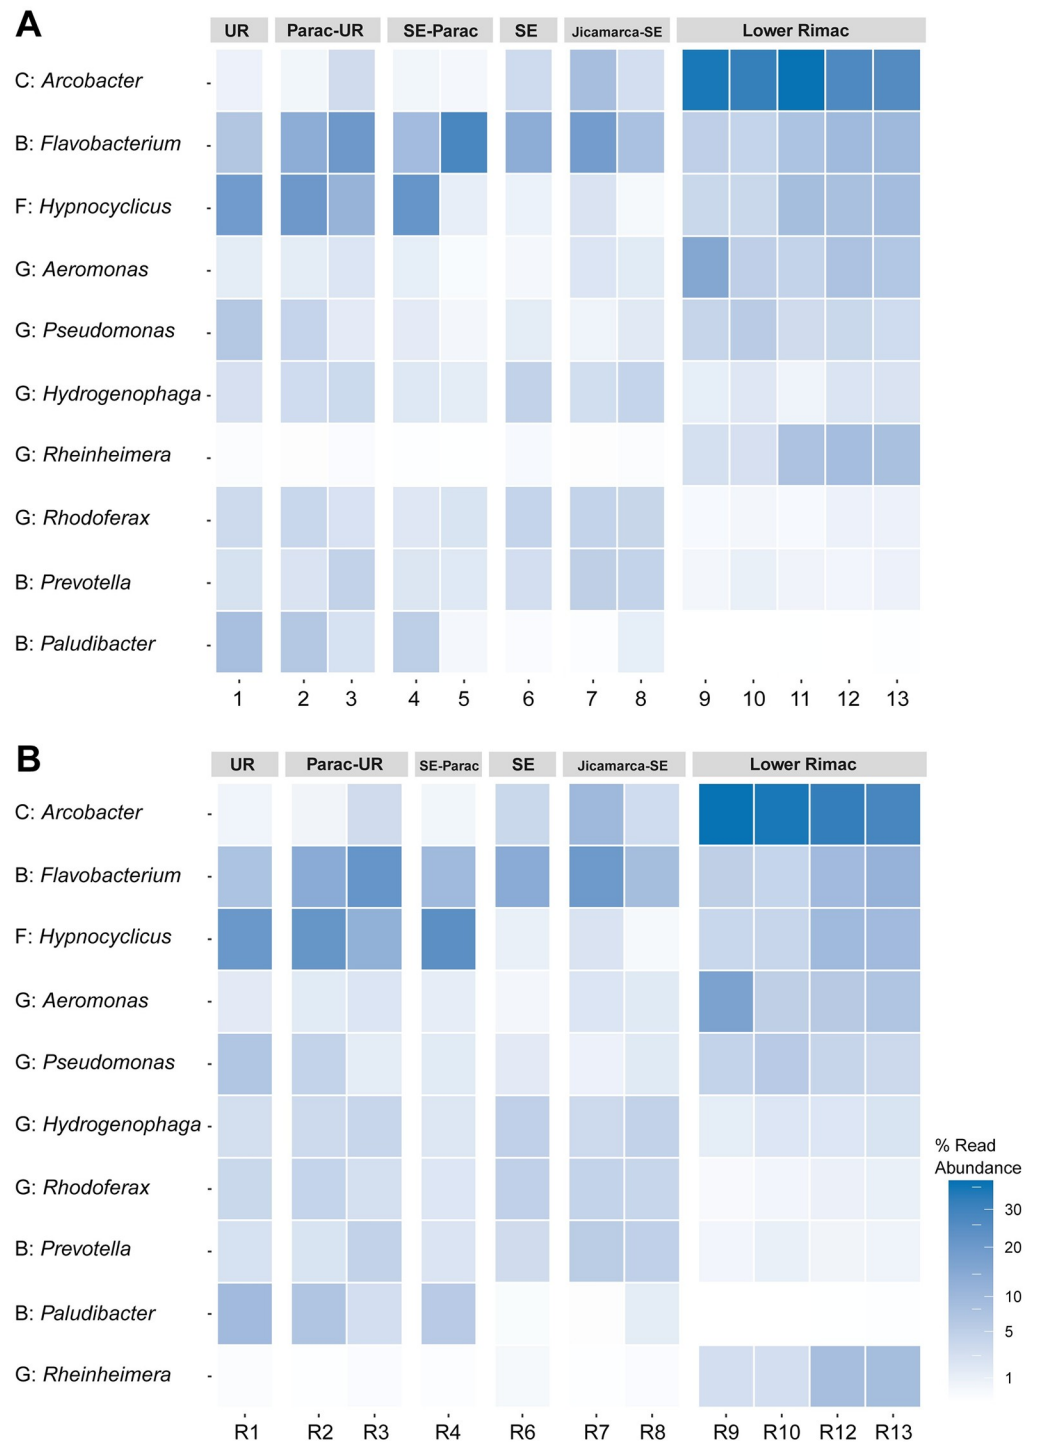 A
UR Parac-UR SE-Parac SE Jicamarca-SE Lower Rimac
C: Arcobacter
B: Flavobacterium
F: Hypnocyclicus
G: Aeromonas
G: Pseudomonas
G: Hydrogenophaga
G: Rheinheimera
G: Rhodoferax
B: Prevotella
B: Paludibacter
1 2 3 4 5 6 7 8 9 10 11 12 13
B
UR Parac-UR SE-Parac SE Jicamarca-SE Lower Rimac
C: Arcobacter
B: Flavobacterium
F: Hypnocyclicus
G: Aeromonas
G: Pseudomonas
G: Hydrogenophaga
G: Rhodoferax
B: Prevotella
B: Paludibacter
G: Rheinheimera
R1 R2 R3 R4 R6 R7 R8 R9 R10 R12 R13
% Read
Abundance
30
20
10
5
1